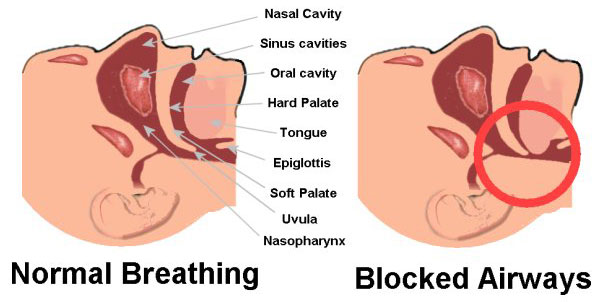 Nasal Cavity
Sinus cavities
Oral cavity
Hard Palate
Tongue
Epiglottis
Soft Palate
Uvula
Nasopharynx
Normal Breathing
Blocked Airways